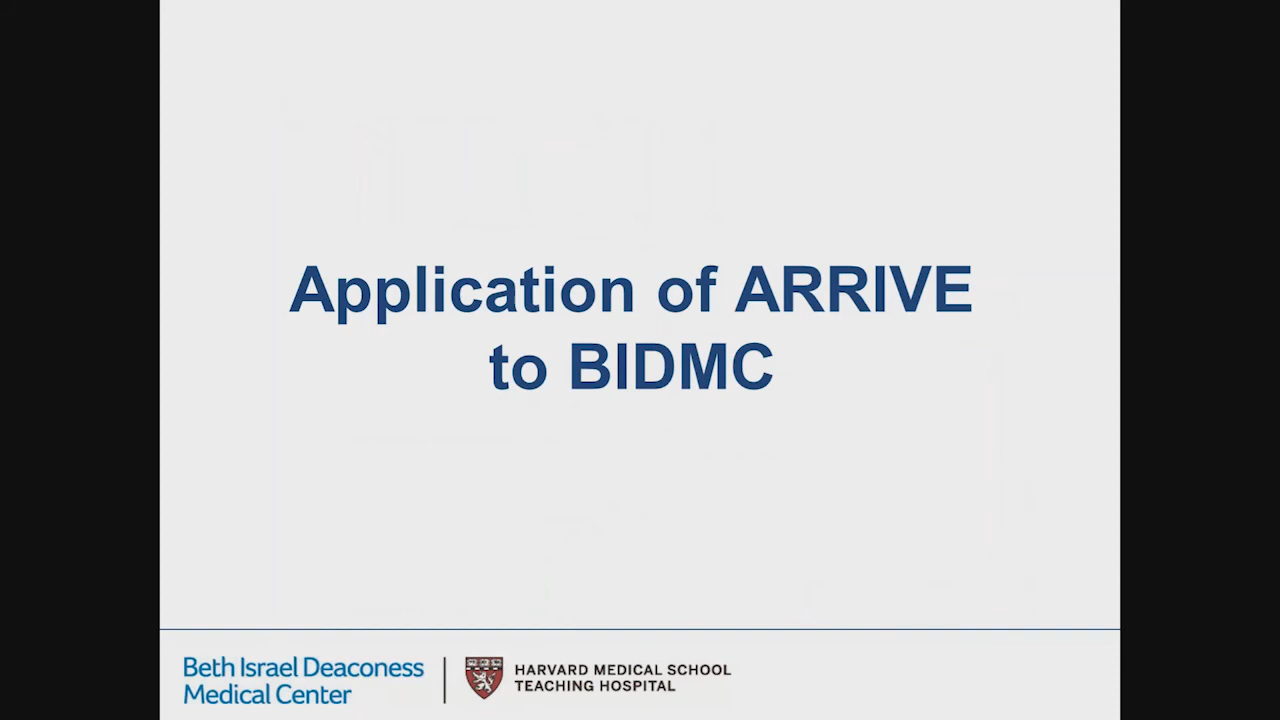 Application of ARRIVE
to BIDMC
Beth Israel Deaconess
Medical Center
HARVARD MEDICAL SCHOOL
TEACHING HOSPITAL